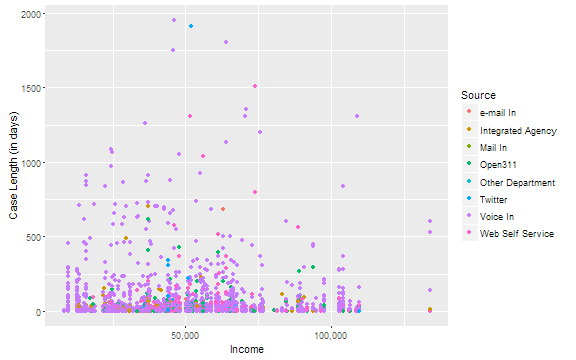 2000
1500
1000
500
0
Case Length (in days)
50,000
100,000
Income
Source
e-mail In
Integrated Agency
Mail In
Open311
Other Department
Twitter
Voice In
Web Self Service